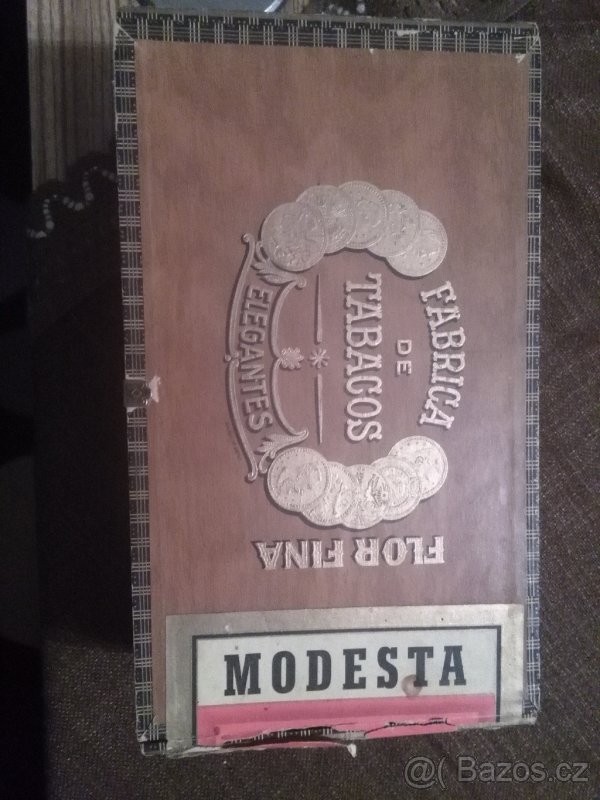 FABRICA
DE
TABACOS
ELEGANTES
FLOR FINA
MODESTA
@( Bazos.cz